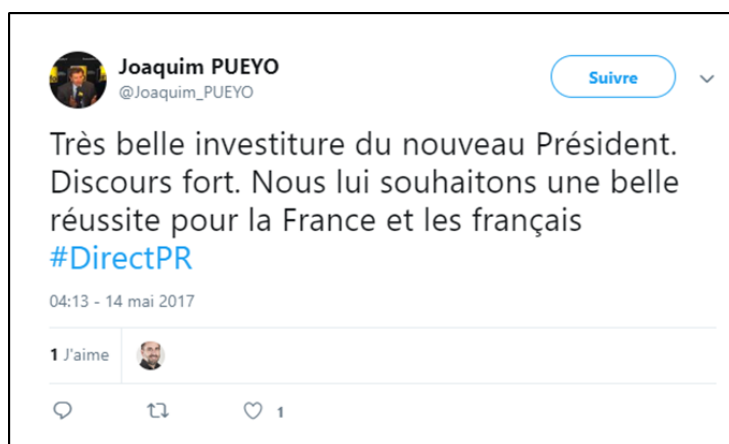 Joaquim PUEYO
@Joaquim_PUEYO
Suivre
Très belle investiture du nouveau Président.
Discours fort. Nous lui souhaitons une belle
réussite pour la France et les français
#DirectPR
04:13 - 14 mai 2017
1 J'aime
1